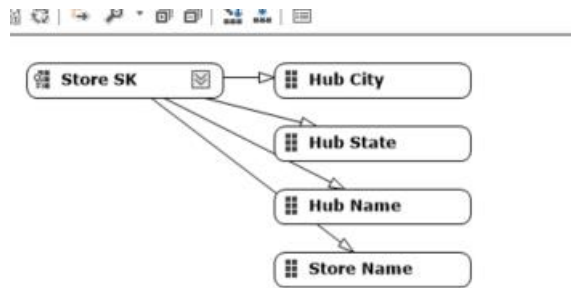 Store SK
Hub City
Hub State
Hub Name
Store Name